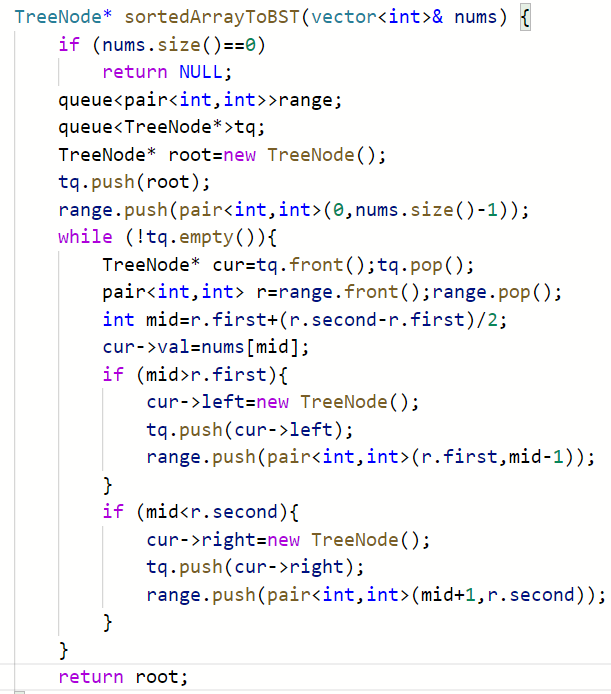 TreeNode* sortedArrayToBST(vector<int>& nums) {
    if (nums.size()==0)
        return NULL;
    queue<pair<int,int>>range;
    queue<TreeNode*>tq;
    TreeNode* root=new TreeNode();
    tq.push(root);
    range.push(pair<int,int>(0,nums.size()-1));
    while (!tq.empty()){
        TreeNode* cur=tq.front();tq.pop();
        pair<int,int> r=range.front();range.pop();
        int mid=r.first+(r.second-r.first)/2;
        cur->val=nums[mid];
        if (mid>r.first){
            cur->left=new TreeNode();
            tq.push(cur->left);
            range.push(pair<int,int>(r.first,mid-1));
        }
        if (mid<r.second){
            cur->right=new TreeNode();
            tq.push(cur->right);
            range.push(pair<int,int>(mid+1,r.second));
        }
    }
    return root;